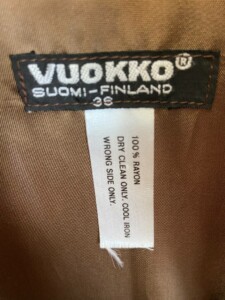 VUOKKO®
SUOMI-FINLAND
36
100% RAYON
DRY CLEAN ONLY. COOL IRON
WRONG SIDE ONLY.